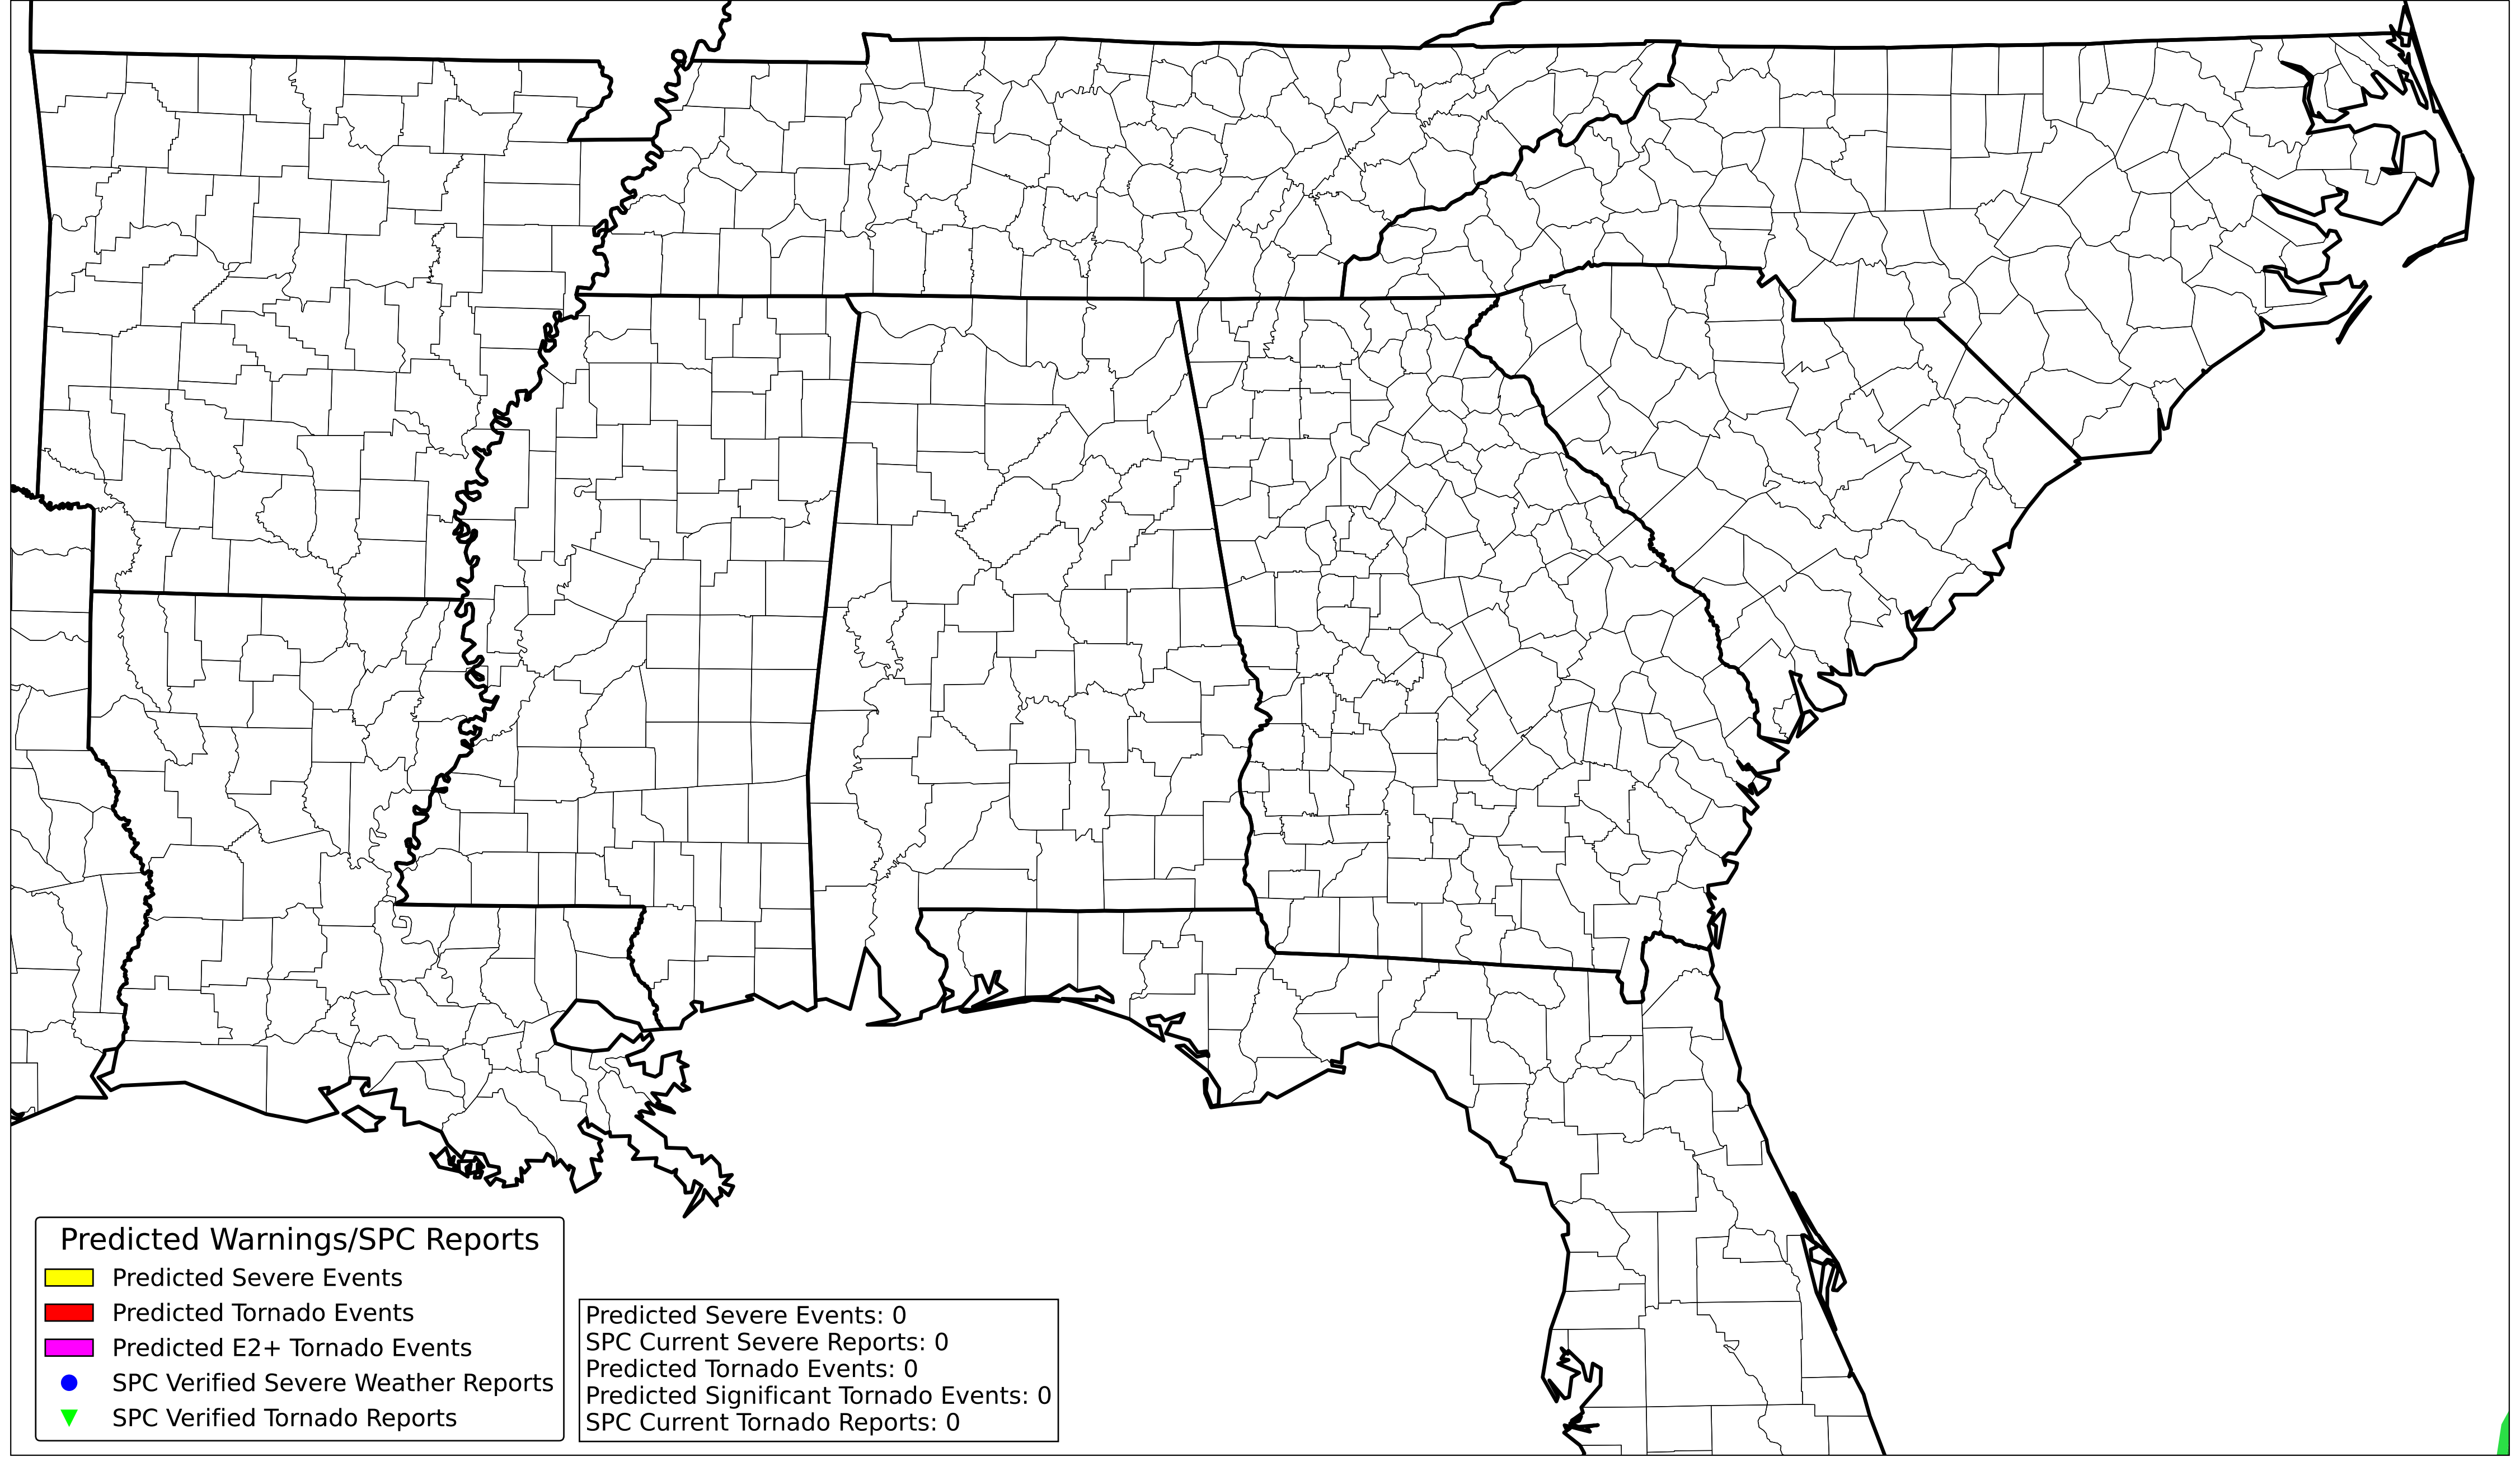 Predicted Warnings/SPC Reports
Predicted Severe Events
Predicted Tornado Events
Predicted E2+ Tornado Events
SPC Verified Severe Weather Reports
SPC Verified Tornado Reports
Predicted Severe Events: 0
SPC Current Severe Reports: 0
Predicted Tornado Events: 0
Predicted Significant Tornado Events: 0
SPC Current Tornado Reports: 0